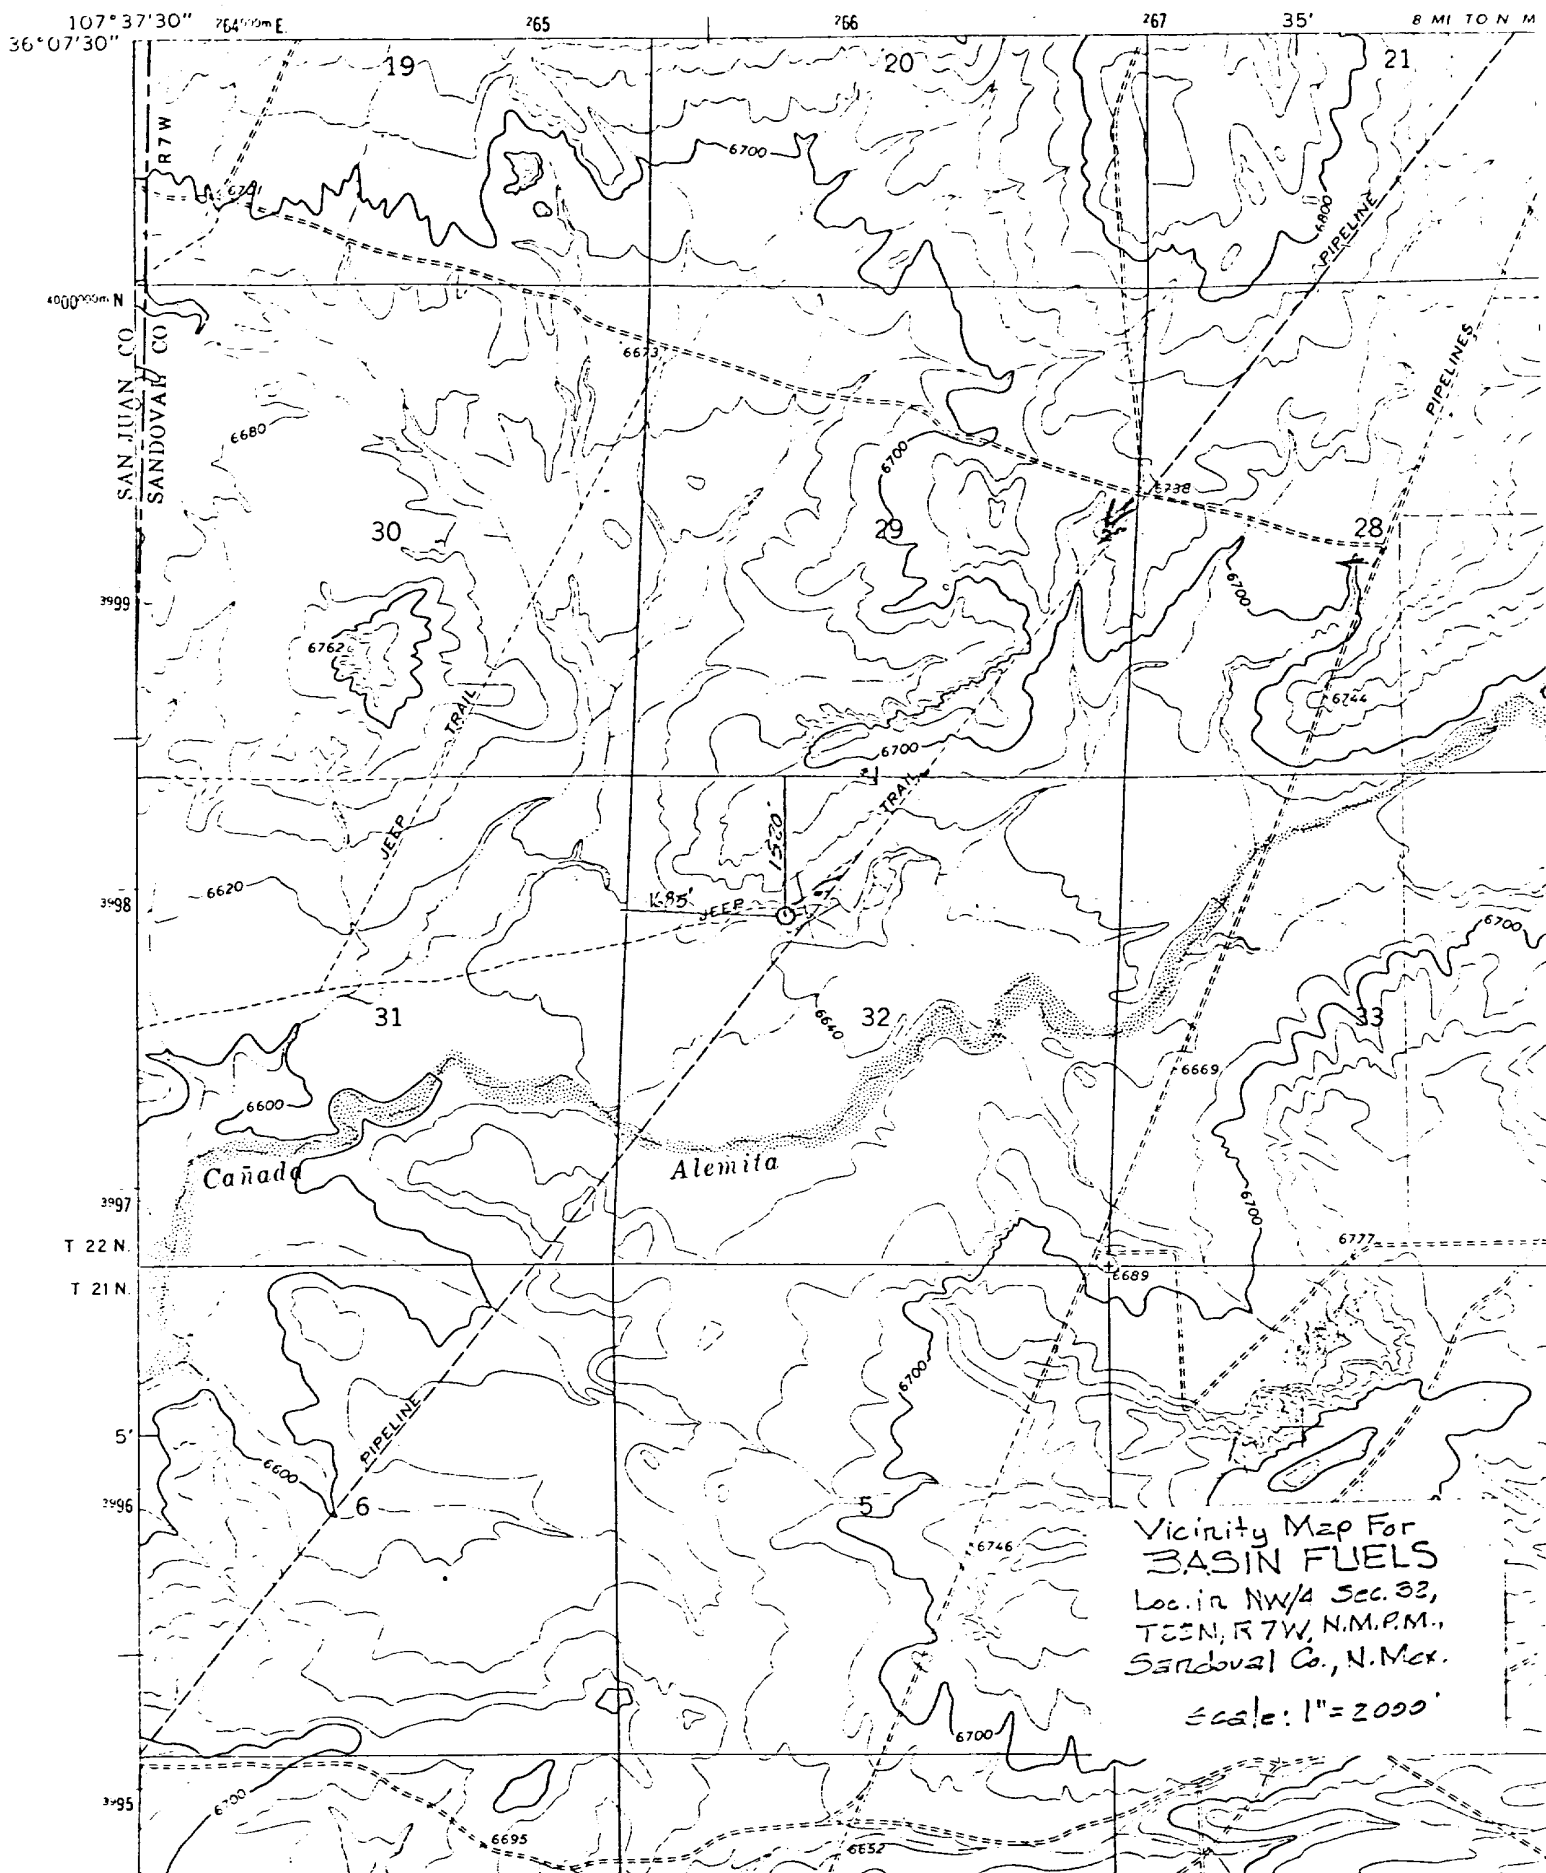 107°37'30" ²64⁰⁰⁰m E. ²65 ²66 ²67 35' 8 MI TO N M
36°07'30"
19 20 21
R 7 W
6700
6741
6800
PIPELINE
⁴⁰00⁰⁰⁰m N
SAN JUAN CO
SANDOVAL CO
6673
PIPELINES
6680
6700
6738
30 29 28
³⁹99
6700
6762
6744
TRAIL
6700
TRAIL
JEEP
1520'
6620
³⁹98
1685'
JEEP
6700
31 32 33
6640
6669
6600
Cañada Alemita
³⁹97
6700
T 22 N.
6777
T 21 N.
6689
6700
PIPELINE
5'
6600
³⁹96
6 5
6746
Vicinity Map For
BASIN FUELS
Loc. in NW/4 Sec. 32,
T22N, R7W, N.M.P.M.,
Sandoval Co., N. Mex.
Scale: 1"=2000'
6700
³⁹95
6700
6695
6652